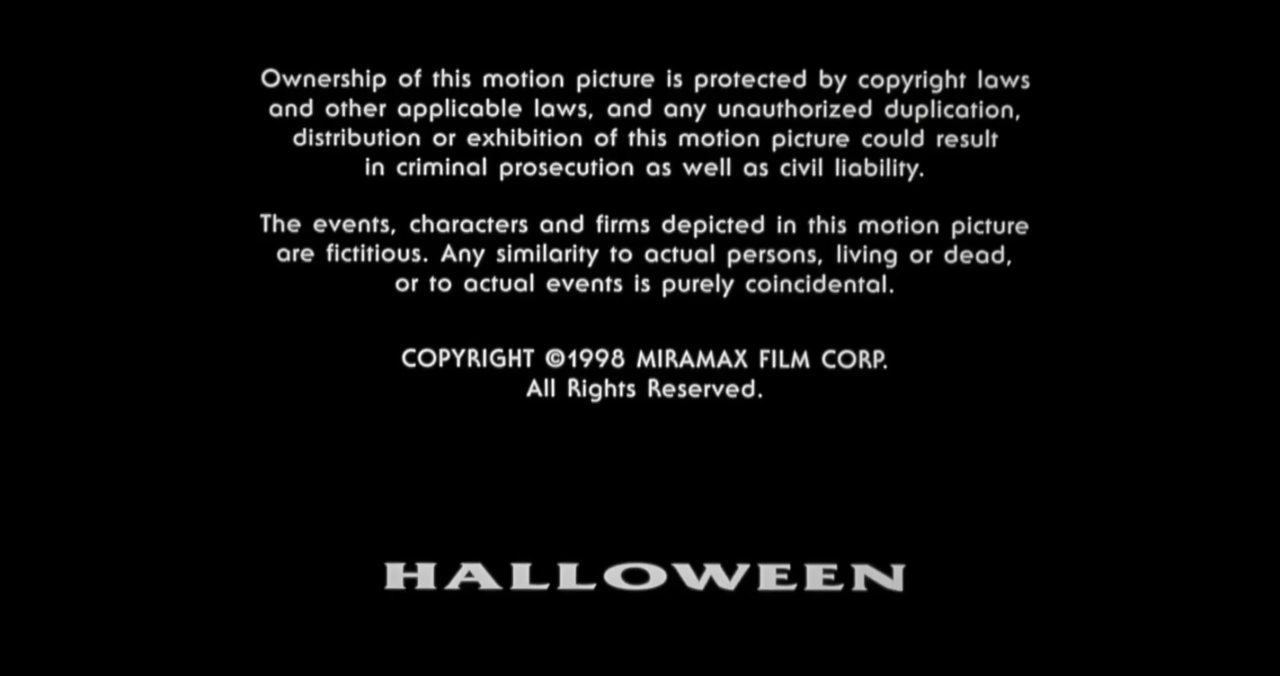 Ownership of this motion picture is protected by copyright laws
and other applicable laws, and any unauthorized duplication,
distribution or exhibition of this motion picture could result
in criminal prosecution as well as civil liability.
The events, characters and firms depicted in this motion picture
are fictitious. Any similarity to actual persons, living or dead,
or to actual events is purely coincidental.
COPYRIGHT ©1998 MIRAMAX FILM CORP.
All Rights Reserved.
HALLOWEEN